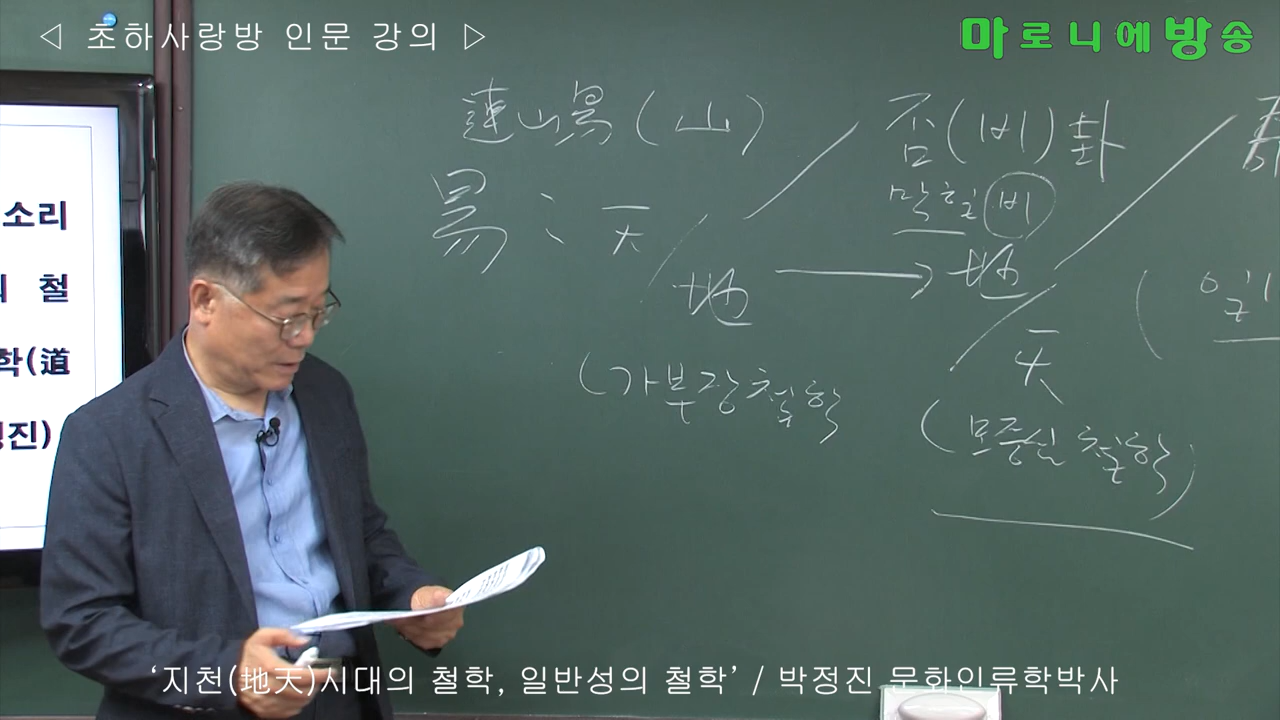 ◁ 초하사랑방 인문 강의 ▷
마로니에방송
連山易(山)
否(비)卦
易: 天
막힐 비
地 → 地
天
(가부장철학
(모중심철학)
소리
철
학(道
정진)
‘지천(地天)시대의 철학, 일반성의 철학’ / 박정진 문화인류학박사